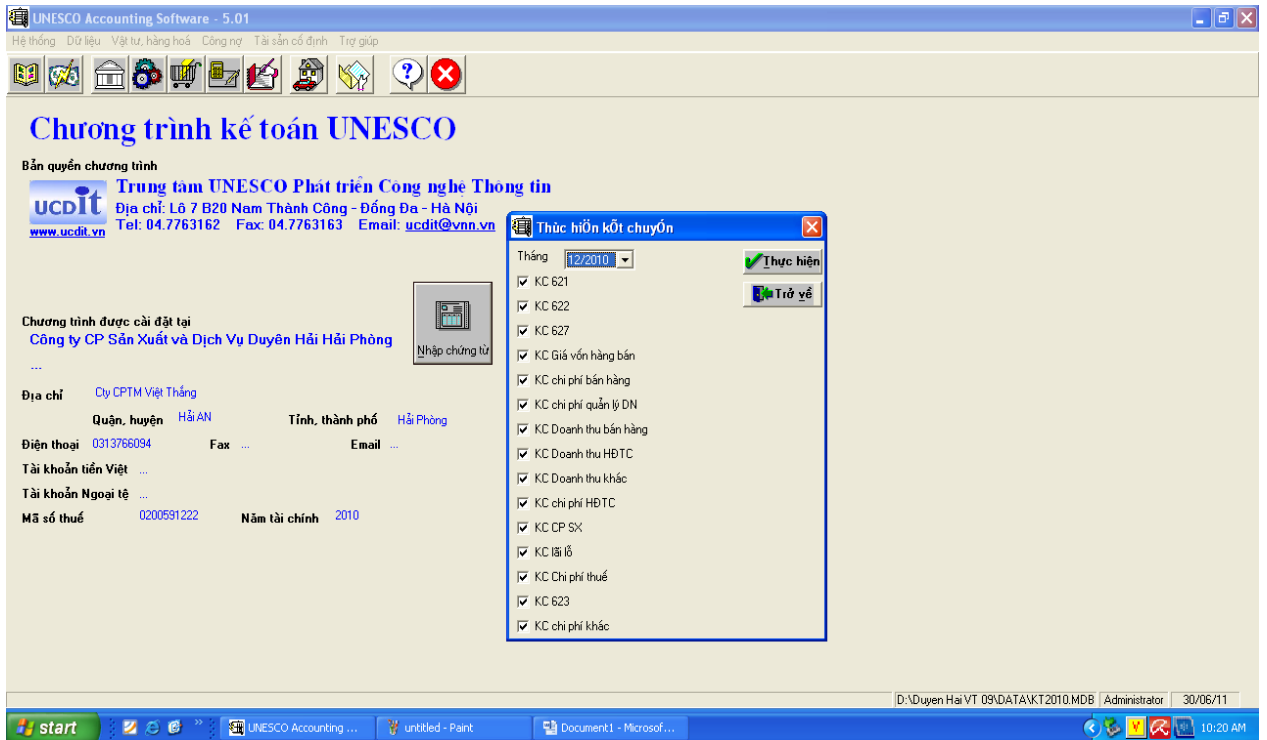 UNESCO Accounting Software - 5.01
Hệ thống Dữ liệu Vật tư, hàng hoá Công nợ Tài sản cố định Trợ giúp
Chương trình kế toán UNESCO
Bản quyền chương trình
ucdit
www.ucdit.vn
Trung tâm UNESCO Phát triển Công nghệ Thông tin
Địa chỉ: Lô 7 B20 Nam Thành Công - Đống Đa - Hà Nội
Tel: 04.7763162 Fax: 04.7763163 Email: ucdit@vnn.vn
Chương trình được cài đặt tại
Công ty CP Sản Xuất và Dịch Vụ Duyên Hải Hải Phòng
...
Nhập chứng từ
Địa chỉ Cty CPTM Việt Thắng
Quận, huyện Hải AN Tỉnh, thành phố Hải Phòng
Điện thoại 0313766094 Fax ... Email ...
Tài khoản tiền Việt ...
Tài khoản Ngoại tệ ...
Mã số thuế 0200591222 Năm tài chính 2010
Thùc hiÖn kÕt chuyÓn
Tháng 12/2010
Thực hiện
Trở về
KC 621
KC 622
KC 627
KC Giá vốn hàng bán
KC chi phí bán hàng
KC chi phí quản lý DN
KC Doanh thu bán hàng
KC Doanh thu HĐTC
KC Doanh thu khác
KC chi phí HĐTC
KC CP SX
KC lãi lỗ
KC Chi phí thuế
KC 623
KC chi phí khác
D:\Duyen Hai VT 09\DATA\KT2010.MDB Administrator 30/06/11
start UNESCO Accounting ... untitled - Paint Document1 - Microsof... 10:20 AM